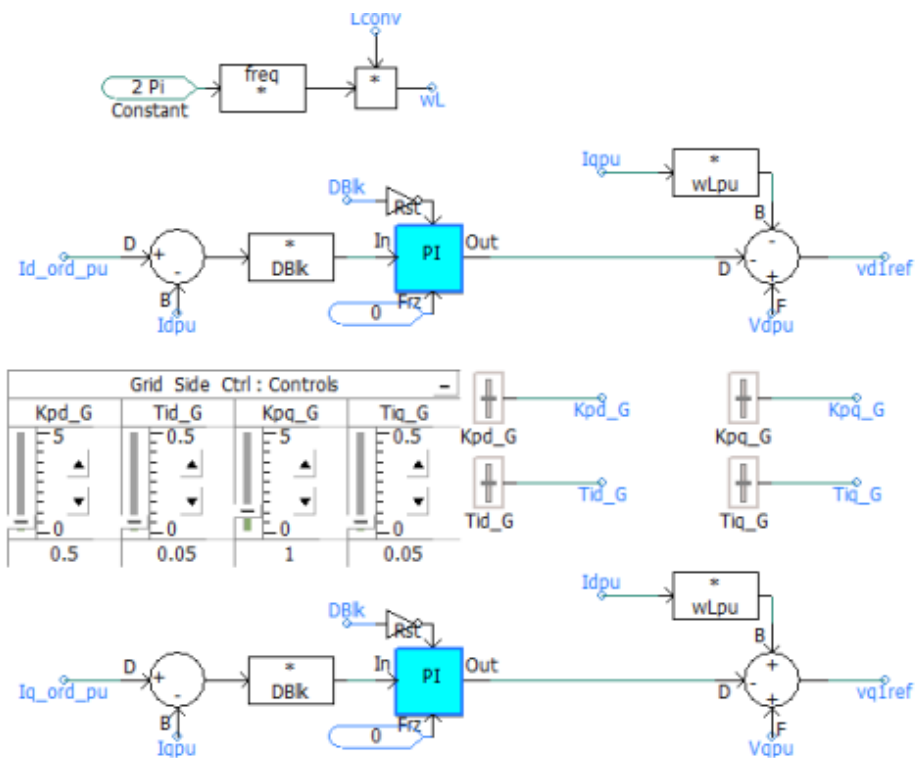 Lconv
2 Pi
freq
*
*
Constant
wL
Iqpu
*
wLpu
DBlk
Rst
B
-
D
+
*
In
PI
Out
-
Id_ord_pu
-
DBlk
D
+
vd1ref
B
Frz
F
0
Idpu
Vdpu
Grid Side Ctrl : Controls
-
Kpd_G
Tid_G
Kpq_G
Tiq_G
5
0.5
5
0.5
0
0
0
0
0.5
0.05
1
0.05
Kpd_G
Kpq_G
Kpd_G
Kpq_G
Tid_G
Tiq_G
Tid_G
Tiq_G
Idpu
*
wLpu
DBlk
Rst
B
+
D
+
*
In
PI
Out
-
Iq_ord_pu
-
DBlk
D
+
vq1ref
B
Frz
F
0
Iqpu
Vqpu